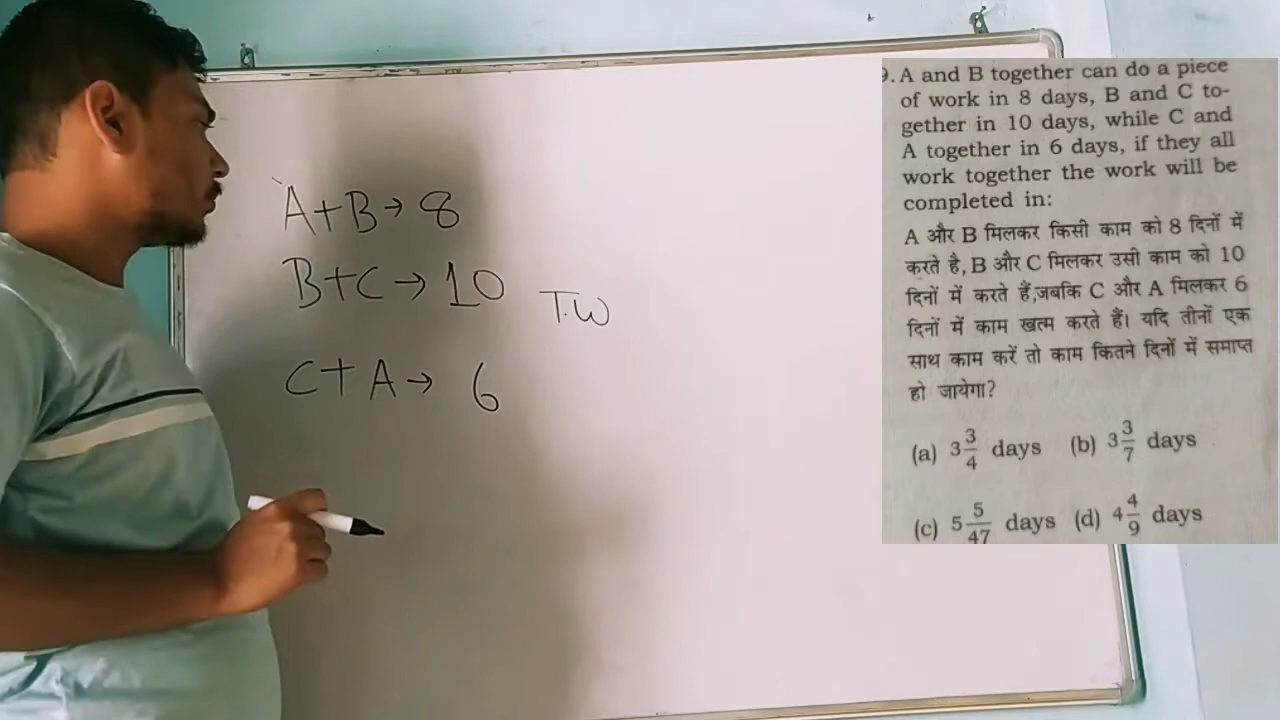 A+B→8
B+C→10
T.W
C+A→ 6
9. A and B together can do a piece
of work in 8 days, B and C to-
gether in 10 days, while C and
A together in 6 days, if they all
work together the work will be
completed in:
A और B मिलकर किसी काम को 8 दिनों में
करते है, B और C मिलकर उसी काम को 10
दिनों में करते हैं,जबकि C और A मिलकर 6
दिनों में काम खत्म करते हैं। यदि तीनों एक
साथ काम करें तो काम कितने दिनों में समाप्त
हो जायेगा?
(a) 3 3/4 days (b) 3 3/7 days
(c) 5 5/47 days (d) 4 4/9 days